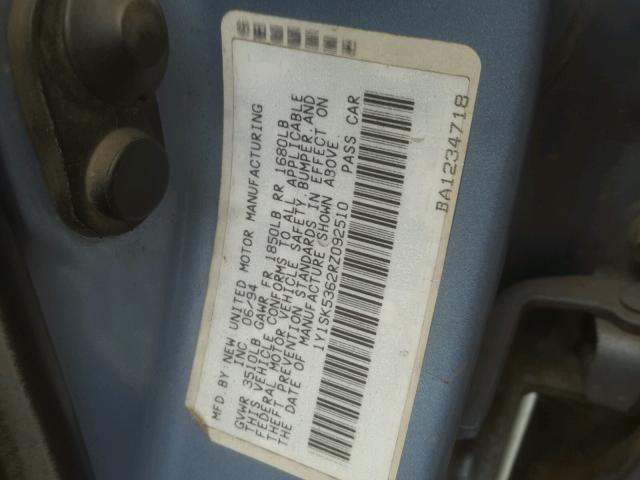 MFD BY: NEW UNITED MOTOR MANUFACTURING
INC 06/94
GVWR 3510LB GAWR FR 1850LB RR 1680LB
THIS VEHICLE CONFORMS TO ALL APPLICABLE
FEDERAL MOTOR VEHICLE SAFETY, BUMPER, AND
THEFT PREVENTION STANDARDS IN EFFECT ON
THE DATE OF MANUFACTURE SHOWN ABOVE.
1Y1SK5362RZ092510 PASS CAR
BA1234718